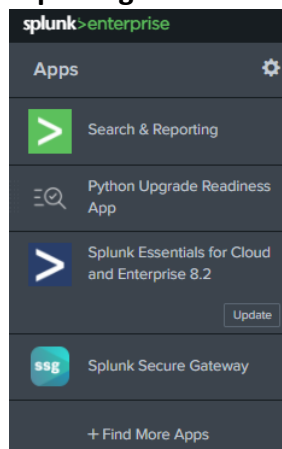 splunk>enterprise
Apps
Search & Reporting
Python Upgrade Readiness
App
Splunk Essentials for Cloud
and Enterprise 8.2
Update
ssg
Splunk Secure Gateway
+ Find More Apps